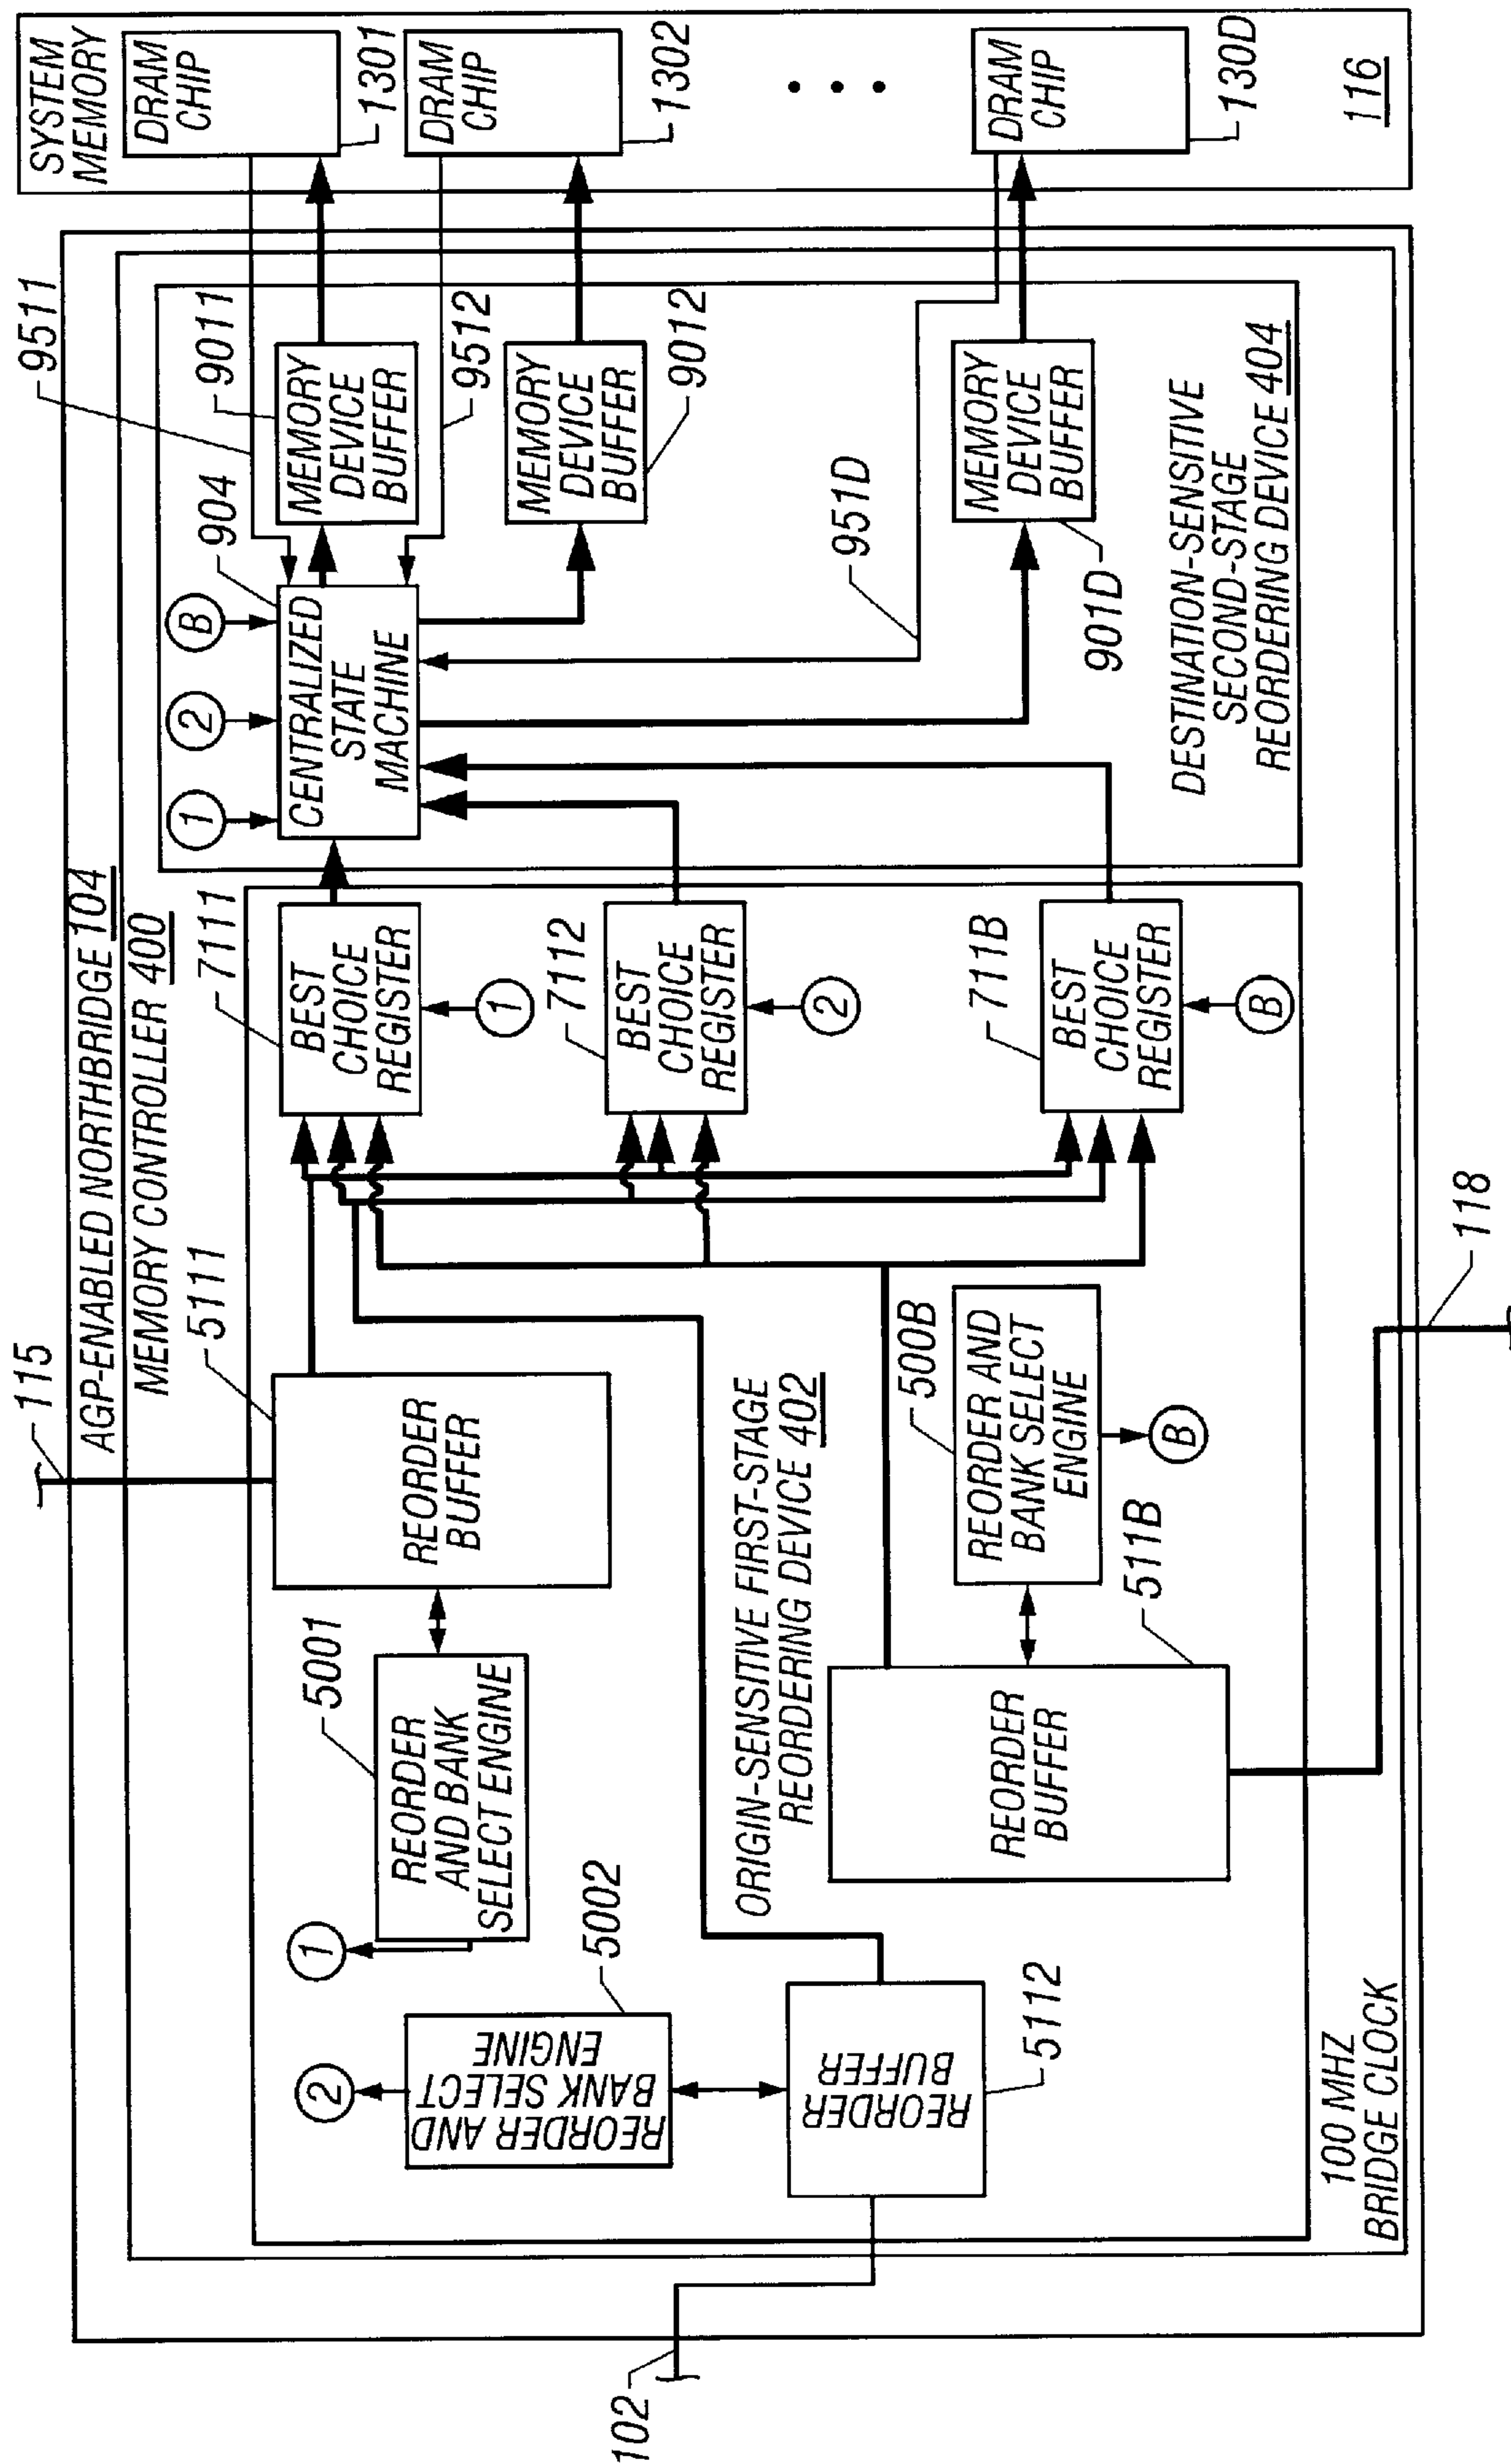 102
115
AGP-ENABLED NORTHBRIDGE 104
MEMORY CONTROLLER 400
2
REORDER AND
BANK SELECT
ENGINE
5002
REORDER
BUFFER
5112
1
REORDER
AND BANK
SELECT ENGINE
5001
REORDER
BUFFER
5111
ORIGIN-SENSITIVE FIRST-STAGE
REORDERING DEVICE 402
REORDER
BUFFER
511B
REORDER AND
BANK SELECT
ENGINE
500B
B
118
100 MHZ
BRIDGE CLOCK
BEST
CHOICE
REGISTER
7111
1
BEST
CHOICE
REGISTER
7112
2
BEST
CHOICE
REGISTER
711B
B
1
2
B
CENTRALIZED
STATE
MACHINE
904
9511
MEMORY
DEVICE
BUFFER
9011
9512
MEMORY
DEVICE
BUFFER
9012
951D
MEMORY
DEVICE
BUFFER
901D
DESTINATION-SENSITIVE
SECOND-STAGE
REORDERING DEVICE 404
SYSTEM
MEMORY
DRAM
CHIP
1301
DRAM
CHIP
1302
DRAM
CHIP
130D
116